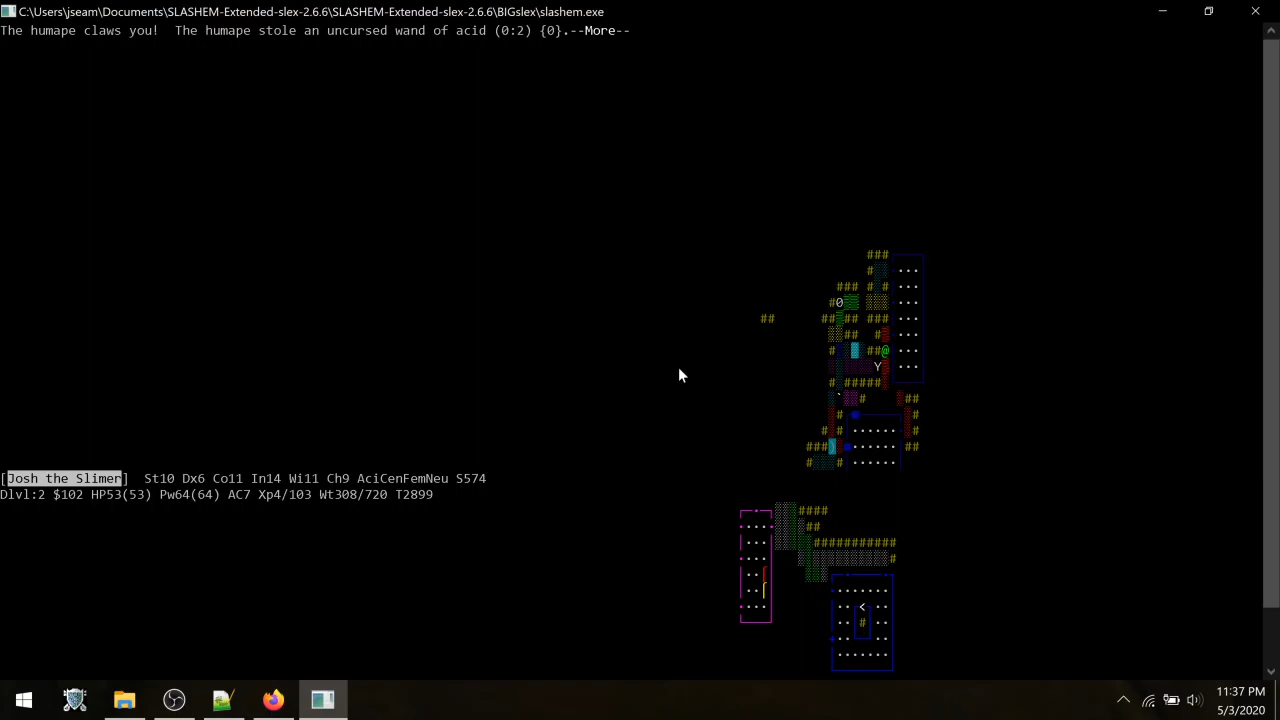 C:\Users\jseam\Documents\SLASHEM-Extended-slex-2.6.6\SLASHEM-Extended-slex-2.6.6\BIGslex\slashem.exe
The humape claws you!  The humape stole an uncursed wand of acid (0:2) {0}.--More--
[Josh the Slimer]  St10 Dx6 Co11 In14 Wi11 Ch9 AciCenFemNeu S574
Dlvl:2 $102 HP53(53) Pw64(64) AC7 Xp4/103 Wt308/720 T2899
11:37 PM
5/3/2020